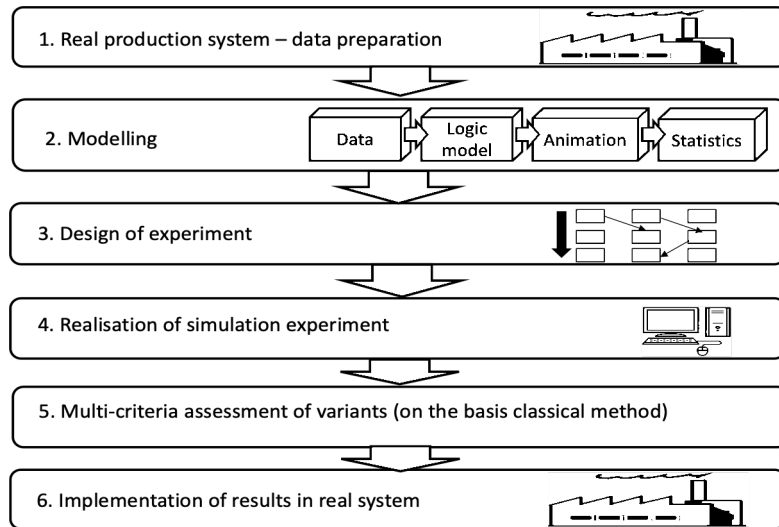 1. Real production system – data preparation
2. Modelling
Data
Logic
model
Animation
Statistics
3. Design of experiment
4. Realisation of simulation experiment
5. Multi-criteria assessment of variants (on the basis classical method)
6. Implementation of results in real system